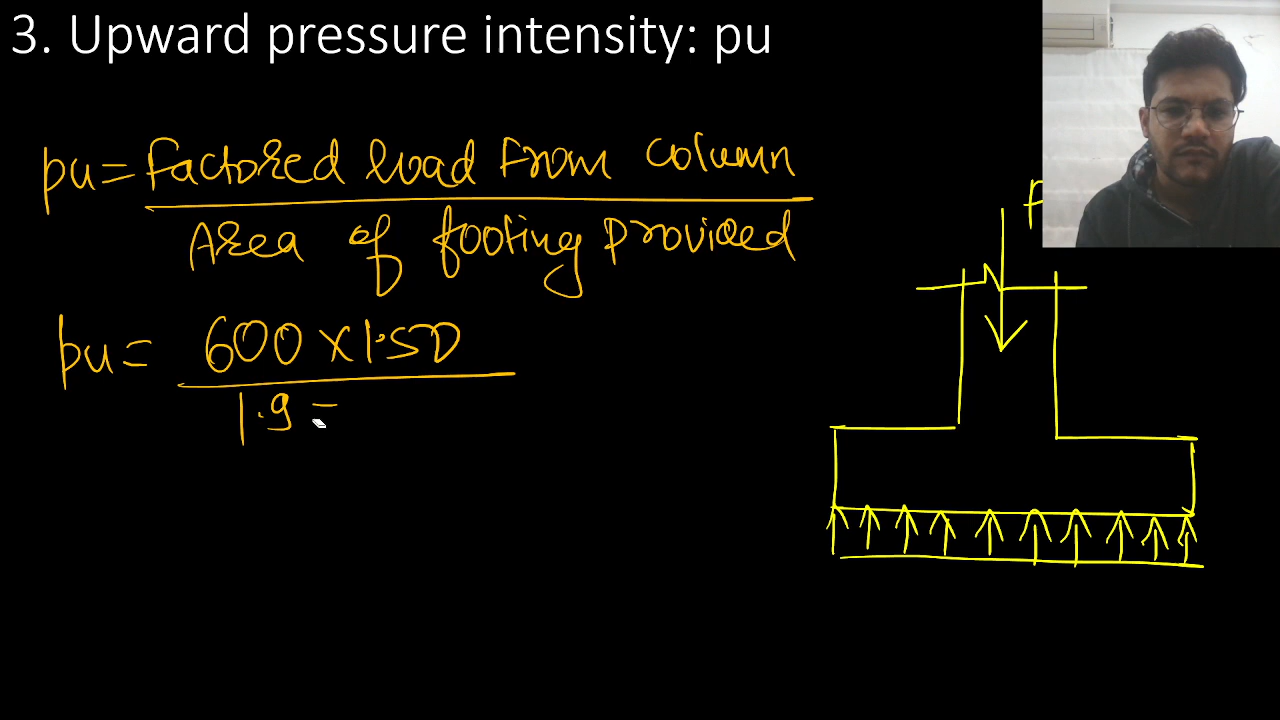 3. Upward pressure intensity: pu
pu = Factored load from column
Area of footing provided
pu = 600 x 1.50
1.9